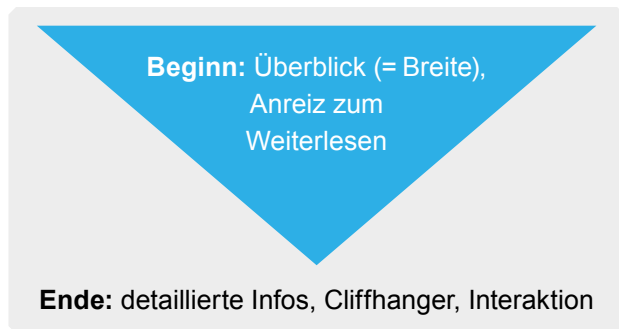 Beginn: Überblick (= Breite),
Anreiz zum
Weiterlesen
Ende: detaillierte Infos, Cliffhanger, Interaktion